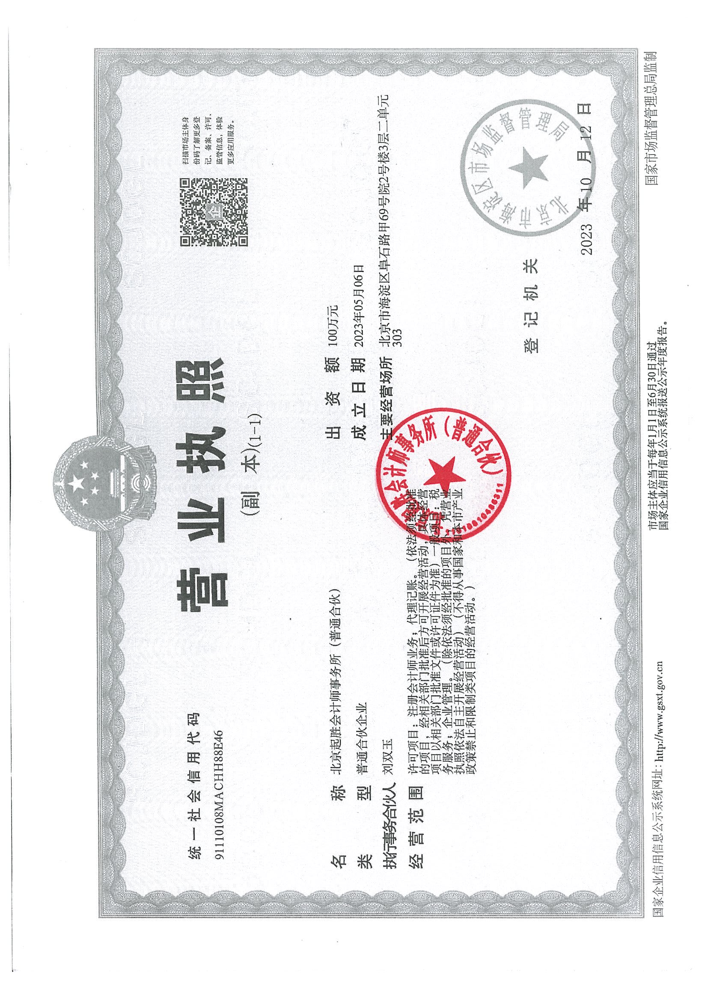 统一社会信用代码
91110108MACHH88E46
营业执照
(副 本)(1-1)
扫描市场主体身
份码了解更多登
记、备案、许可、
监管信息，体验
更多应用服务。
名 称 北京起胜会计师事务所（普通合伙）
类 型 普通合伙企业
执行事务合伙人 刘双玉
经营范围 许可项目：注册会计师业务；代理记账。（依法须经批准
的项目，经相关部门批准后方可开展经营活动，具体经营
项目以相关部门批准文件或许可证件为准）一般项目：税
务服务；企业管理。（除依法须经批准的项目外，凭营业
执照依法自主开展经营活动）（不得从事国家和本市产业
政策禁止和限制类项目的经营活动。）
出 资 额 100万元
成立日期 2023年05月06日
主要经营场所 北京市海淀区阜石路甲69号院2号楼3层二单元
303
会计师事务所（普通合伙）
登记机关
北京市海淀区市场监督管理局
2023 年 10 月 12 日
国家企业信用信息公示系统网址：http://www.gsxt.gov.cn
市场主体应当于每年1月1日至6月30日通过
国家企业信用信息公示系统报送公示年度报告。
国家市场监督管理总局监制